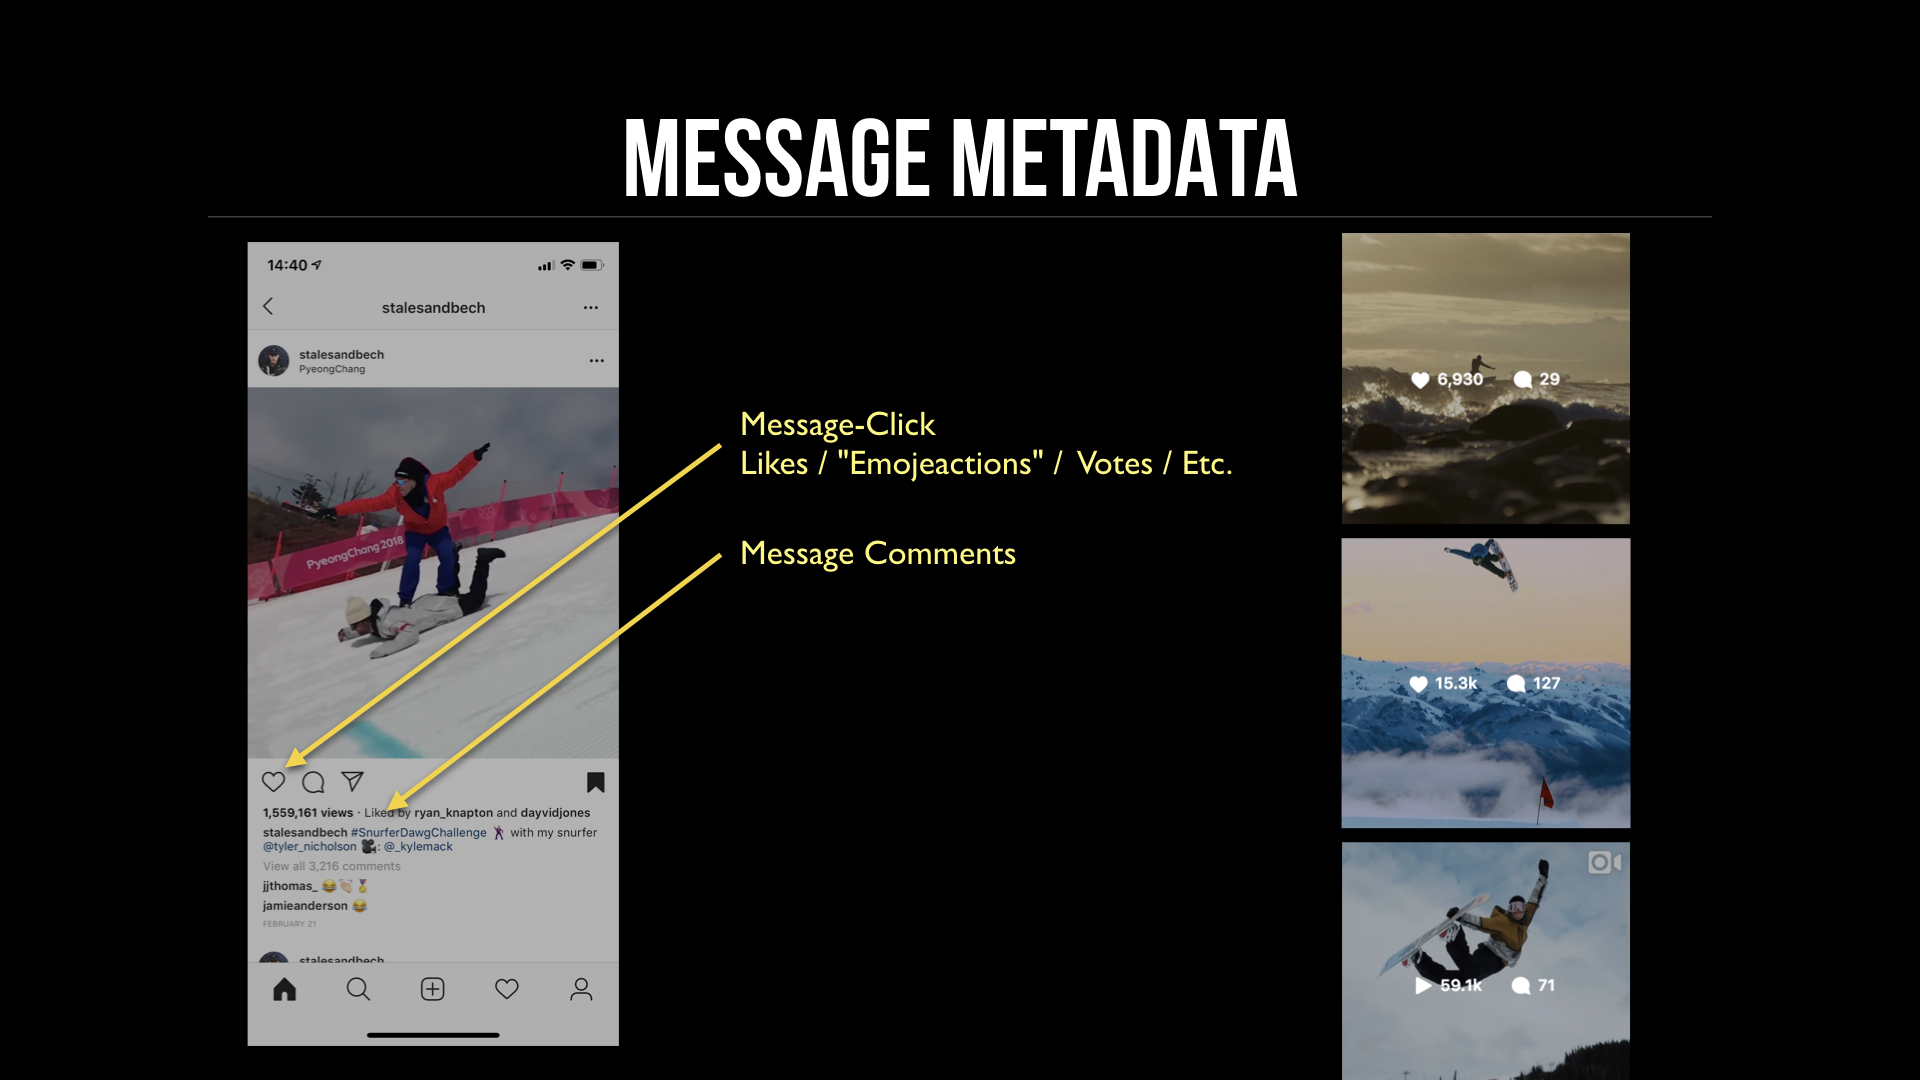 MESSAGE METADATA
14:40
stalesandbech
stalesandbech
PyeongChang
PyeongChang 2018
1,559,161 views · Liked by ryan_knapton and dayvidjones
stalesandbech #SnurferDawgChallenge 🕺 with my snurfer
@tyler_nicholson 🎥: @_kylemack
View all 3,216 comments
jjthomas_ 😂👏🏻🏅
jamieanderson 😂
FEBRUARY 21
stalesandbech
Message-Click
Likes / "Emojeactions" / Votes / Etc.
Message Comments
6,930 29
15.3k 127
59.1k 71